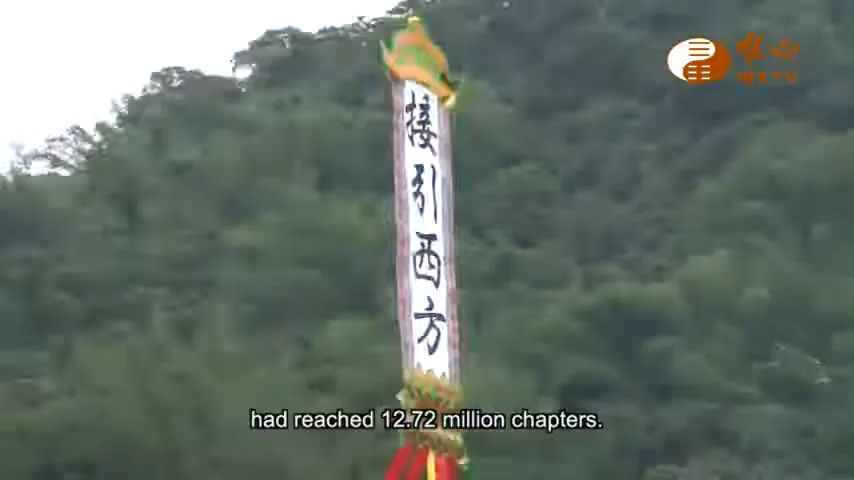 唯心
WXTV
接引西方
had reached 12.72 million chapters.